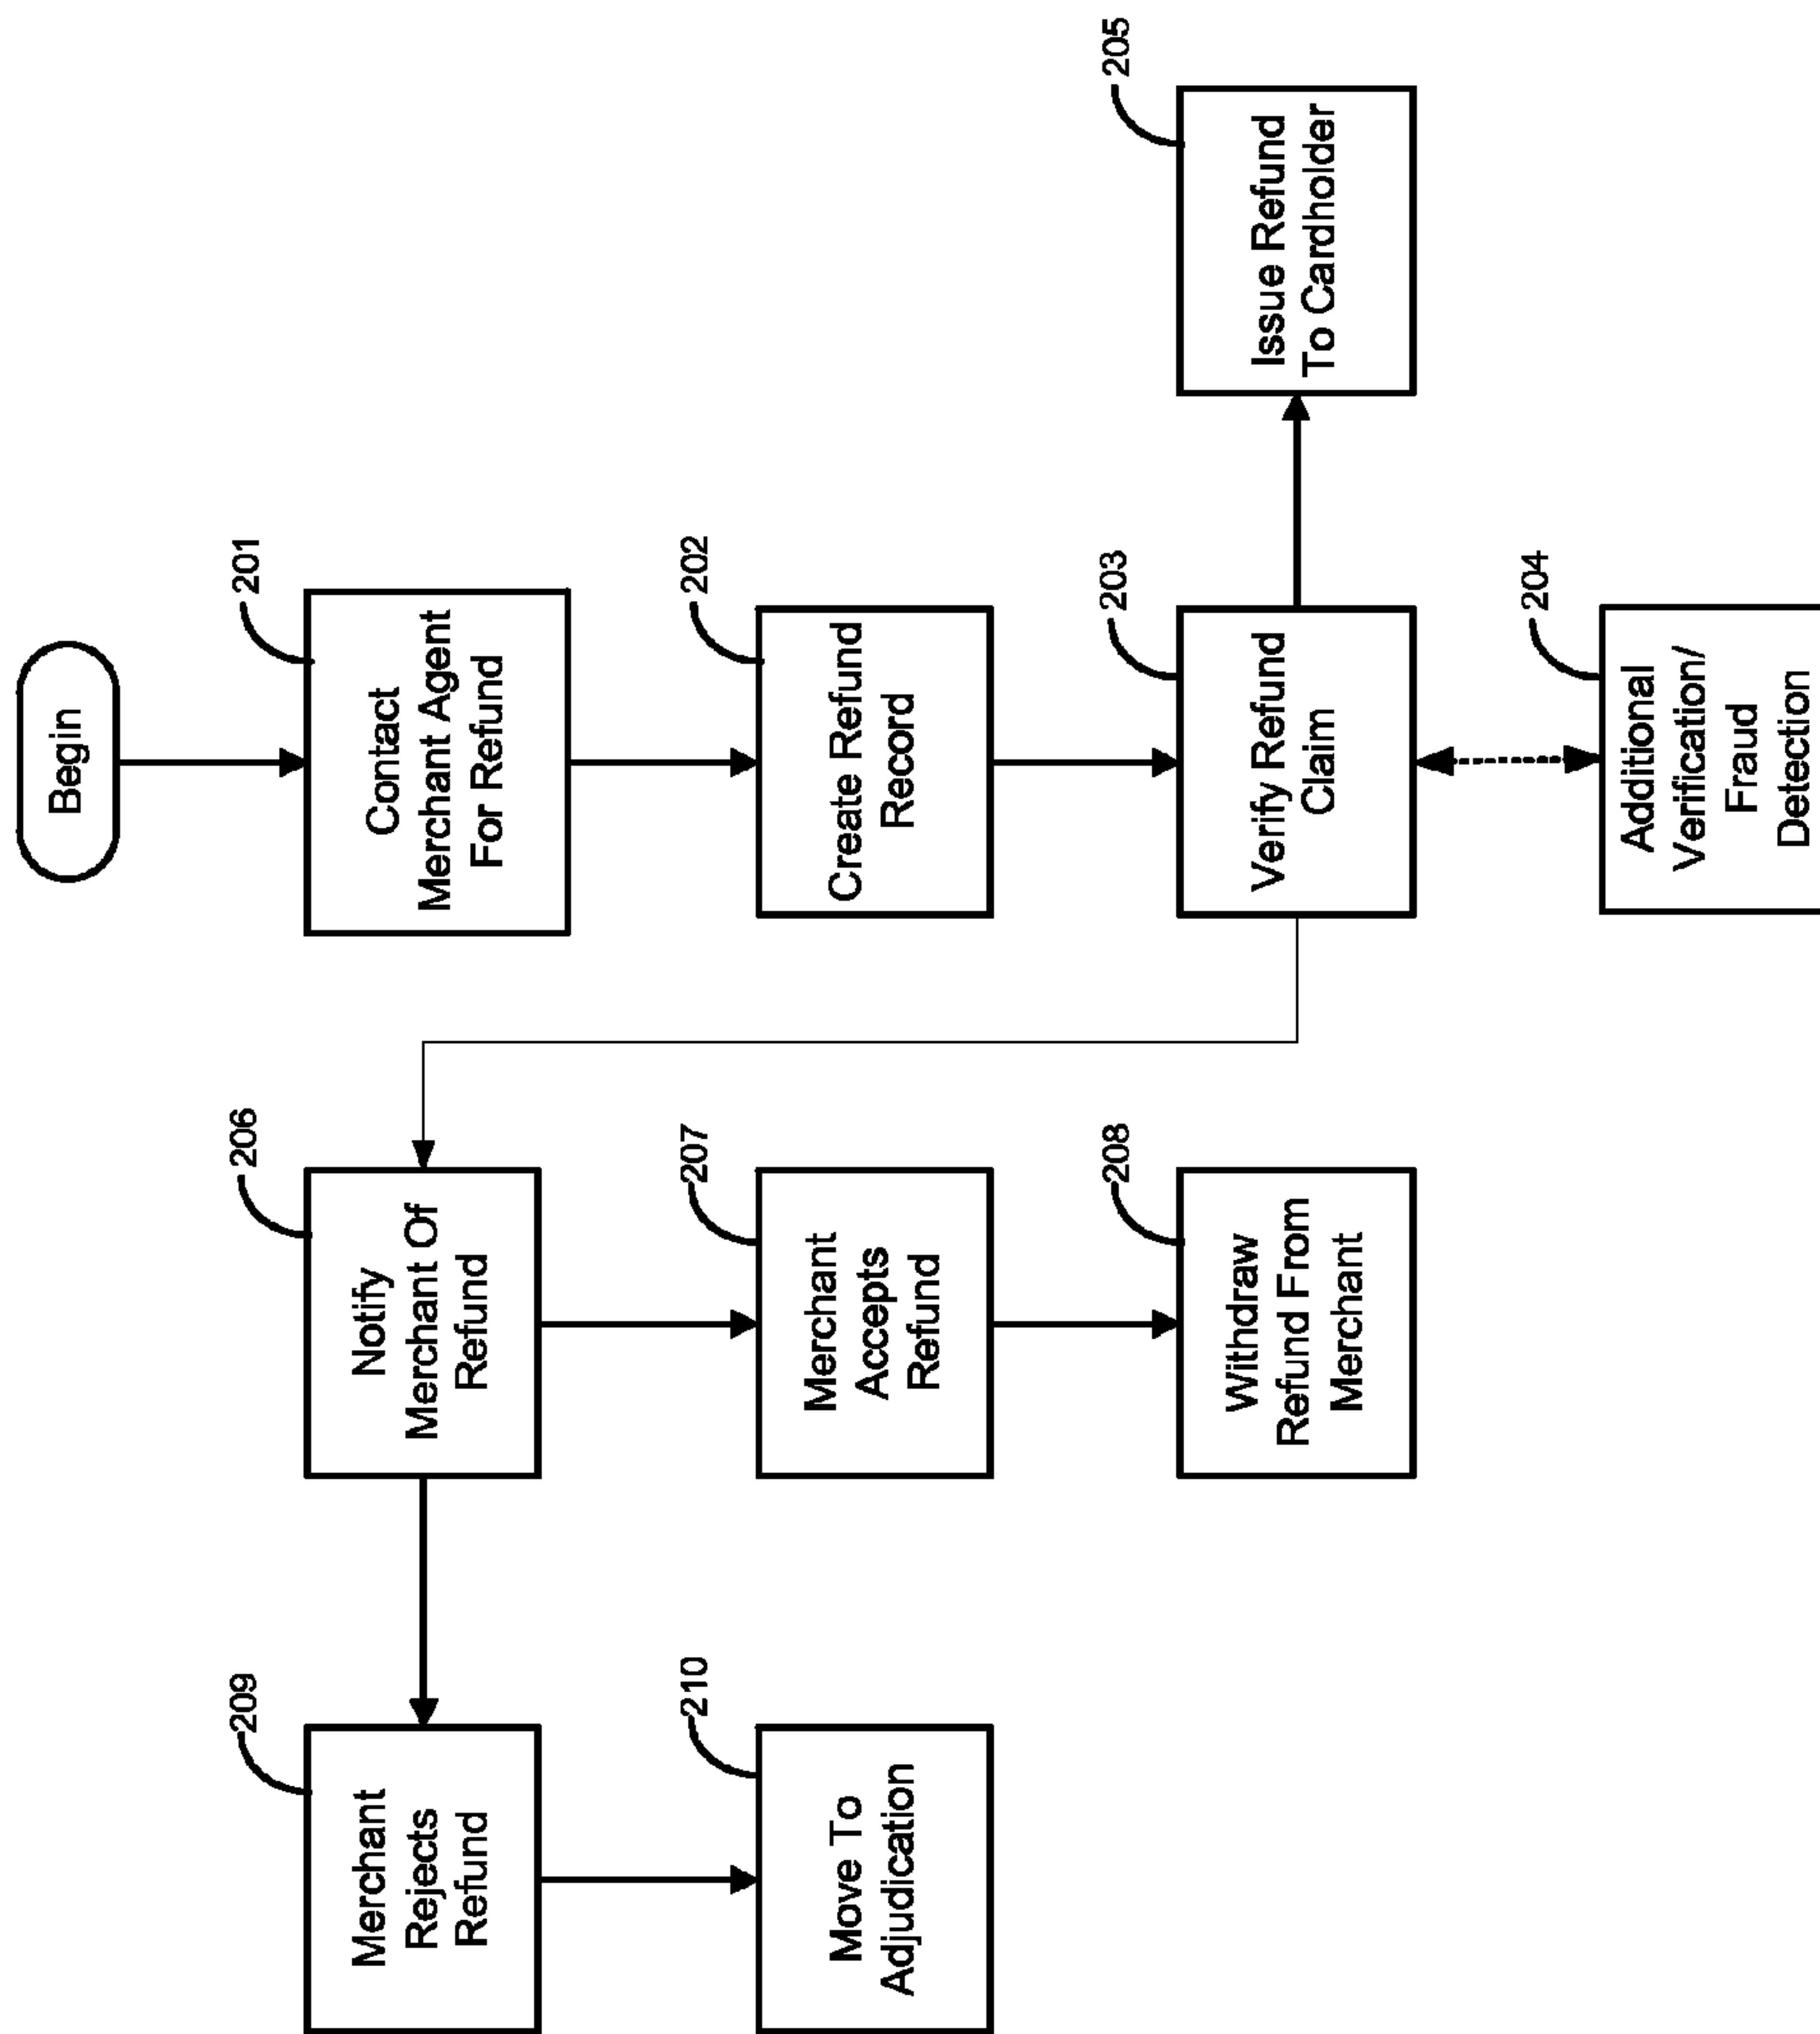 Begin
201
Contact
Merchant Agent
For Refund
202
Create Refund
Record
203
Verify Refund
Claim
204
Additional
Verification/
Fraud
Detection
205
Issue Refund
To Cardholder
206
Notify
Merchant Of
Refund
207
Merchant
Accepts
Refund
208
Withdraw
Refund From
Merchant
209
Merchant
Rejects
Refund
210
Move To
Adjudication